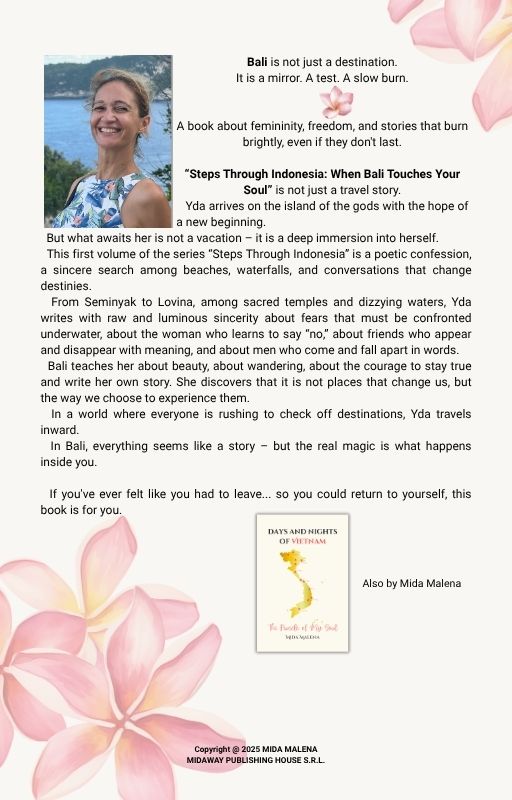 Bali is not just a destination.
It is a mirror. A test. A slow burn.
A book about femininity, freedom, and stories that burn
brightly, even if they don't last.
“Steps Through Indonesia: When Bali Touches Your
Soul” is not just a travel story.
Yda arrives on the island of the gods with the hope of
a new beginning.
But what awaits her is not a vacation – it is a deep immersion into herself.
This first volume of the series “Steps Through Indonesia” is a poetic confession,
a sincere search among beaches, waterfalls, and conversations that change
destinies.
From Seminyak to Lovina, among sacred temples and dizzying waters, Yda
writes with raw and luminous sincerity about fears that must be confronted
underwater, about the woman who learns to say “no,” about friends who appear
and disappear with meaning, and about men who come and fall apart in words.
Bali teaches her about beauty, about wandering, about the courage to stay true
and write her own story. She discovers that it is not places that change us, but
the way we choose to experience them.
In a world where everyone is rushing to check off destinations, Yda travels
inward.
In Bali, everything seems like a story – but the real magic is what happens
inside you.
If you've ever felt like you had to leave... so you could return to yourself, this
book is for you.
DAYS AND NIGHTS
OF VIETNAM
The Puzzle of My Soul
MIDA MALENA
Also by Mida Malena
Copyright @ 2025 MIDA MALENA
MIDAWAY PUBLISHING HOUSE S.R.L.